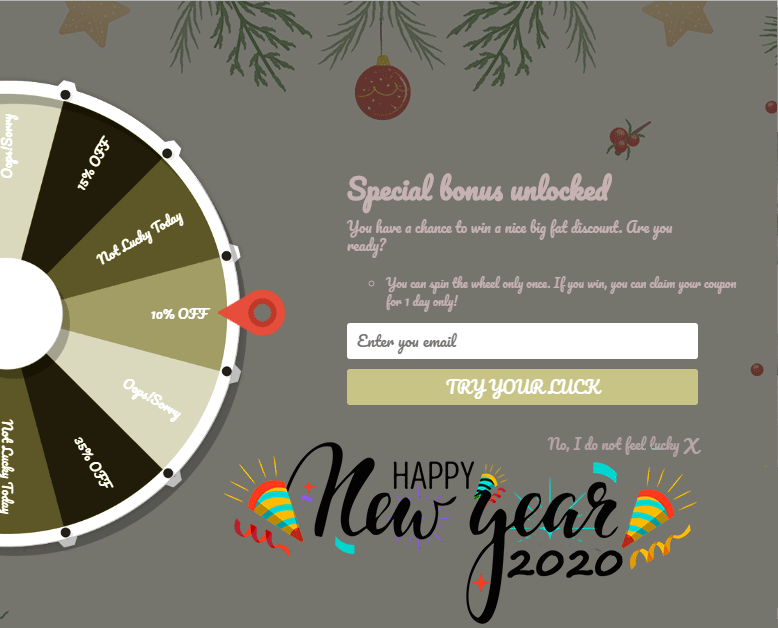 Oops!Sorry
15% OFF
Not Lucky Today
10% OFF
Oops!Sorry
35% OFF
Not Lucky Today
Special bonus unlocked
You have a chance to win a nice big fat discount. Are you
ready?
You can spin the wheel only once. If you win, you can claim your coupon
for 1 day only!
Enter you email
TRY YOUR LUCK
No, I do not feel lucky X
HAPPY
New year
2020